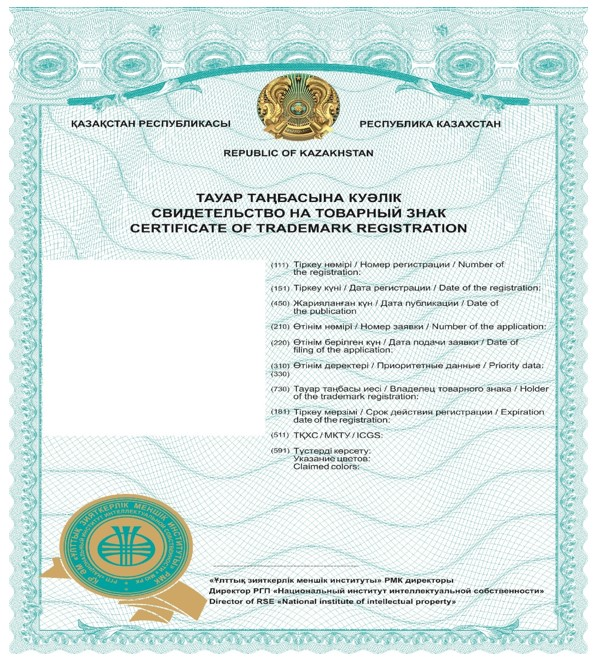 ҚАЗАҚСТАН РЕСПУБЛИКАСЫ
РЕСПУБЛИКА КАЗАХСТАН
REPUBLIC OF KAZAKHSTAN
ТАУАР ТАҢБАСЫНА КУӘЛІК
СВИДЕТЕЛЬСТВО НА ТОВАРНЫЙ ЗНАК
CERTIFICATE OF TRADEMARK REGISTRATION
(111) Тіркеу нөмірі / Номер регистрации / Number of
the registration:
(151) Тіркеу күні / Дата регистрации / Date of the registration:
(450) Жарияланған күн / Дата публикации / Date of
the publication
(210) Өтінім нөмірі / Номер заявки / Number of the application:
(220) Өтінім берілген күн / Дата подачи заявки / Date of
filing of the application:
(310) Өтінім деректері / Приоритетные данные / Priority data:
(330)
(730) Тауар таңбасы иесі / Владелец товарного знака / Holder
of the trademark registration:
(181) Тіркеу мерзімі / Срок действия регистрации / Expiration
date of the registration:
(511) ТҚХС / МКТУ / ICGS:
(591) Түстерді көрсету:
Указание цветов:
Claimed colors:
«Ұлттық зияткерлік меншік институты» РМК директоры
Директор РГП «Национальный институт интеллектуальной собственности»
Director of RSE «National institute of intellectual property»
ҚР ӘМ «ҰЛТТЫҚ ЗИЯТКЕРЛІК МЕНШІК ИНСТИТУТЫ» РМК